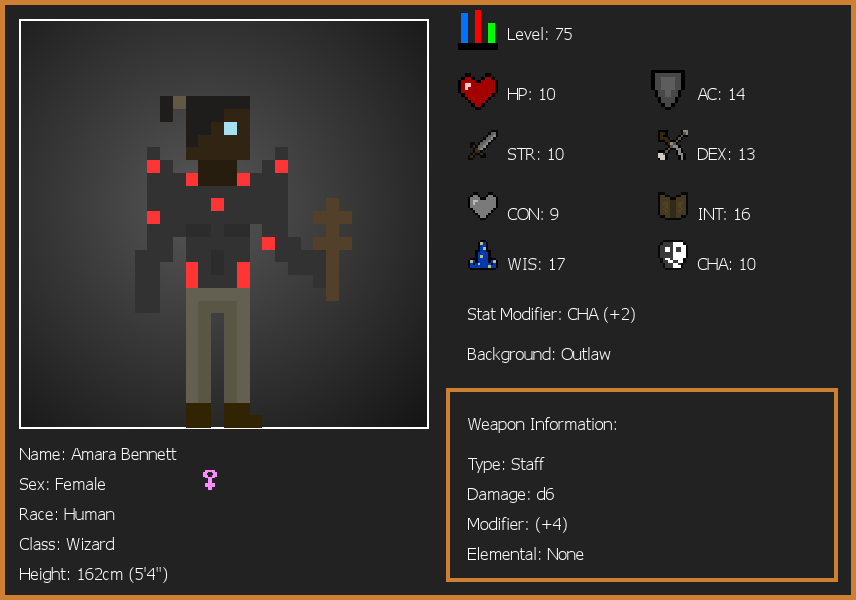 Level: 75
HP: 10
AC: 14
STR: 10
DEX: 13
CON: 9
INT: 16
WIS: 17
CHA: 10
Stat Modifier: CHA (+2)
Background: Outlaw
Weapon Information:
Type: Staff
Damage: d6
Modifier: (+4)
Elemental: None
Name: Amara Bennett
Sex: Female
Race: Human
Class: Wizard
Height: 162cm (5'4")